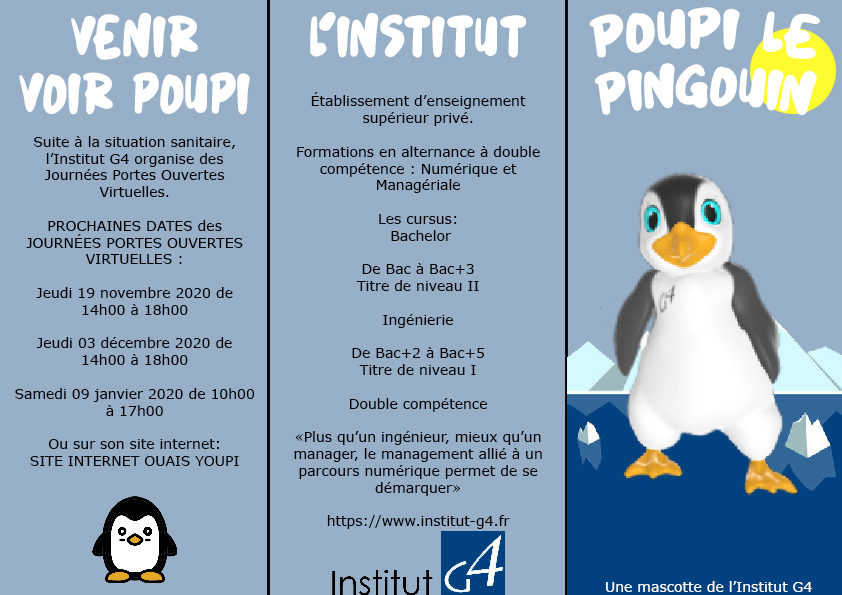 VENIR
VOIR POUPI
Suite à la situation sanitaire,
l'Institut G4 organise des
Journées Portes Ouvertes
Virtuelles.
PROCHAINES DATES des
JOURNÉES PORTES OUVERTES
VIRTUELLES :
Jeudi 19 novembre 2020 de
14h00 à 18h00
Jeudi 03 décembre 2020 de
14h00 à 18h00
Samedi 09 janvier 2020 de 10h00
à 17h00
Ou sur son site internet:
SITE INTERNET OUAIS YOUPI
L'INSTITUT
Établissement d'enseignement
supérieur privé.
Formations en alternance à double
compétence : Numérique et
Managériale
Les cursus:
Bachelor
De Bac à Bac+3
Titre de niveau II
Ingénierie
De Bac+2 à Bac+5
Titre de niveau I
Double compétence
«Plus qu'un ingénieur, mieux qu'un
manager, le management allié à un
parcours numérique permet de se
démarquer»
https://www.institut-g4.fr
Institut G4
POUPI LE
PINGOUIN
G4
Une mascotte de l'Institut G4